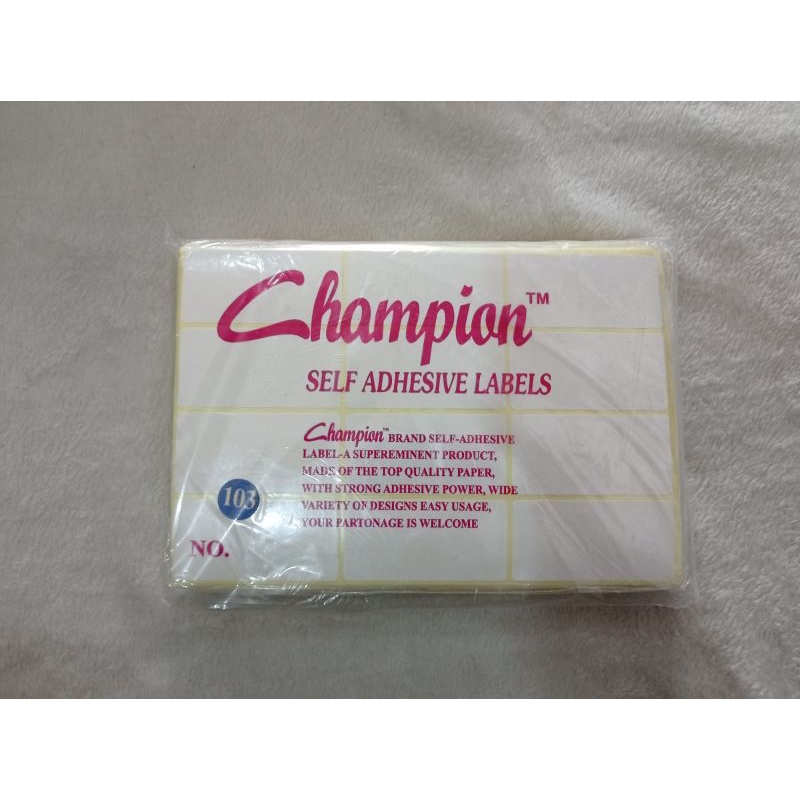 Champion™
SELF ADHESIVE LABELS
Champion™ BRAND SELF-ADHESIVE
LABEL-A SUPEREMINENT PRODUCT,
MADE OF THE TOP QUALITY PAPER,
WITH STRONG ADHESIVE POWER, WIDE
VARIETY OF DESIGNS EASY USAGE,
YOUR PARTONAGE IS WELCOME
103
NO.